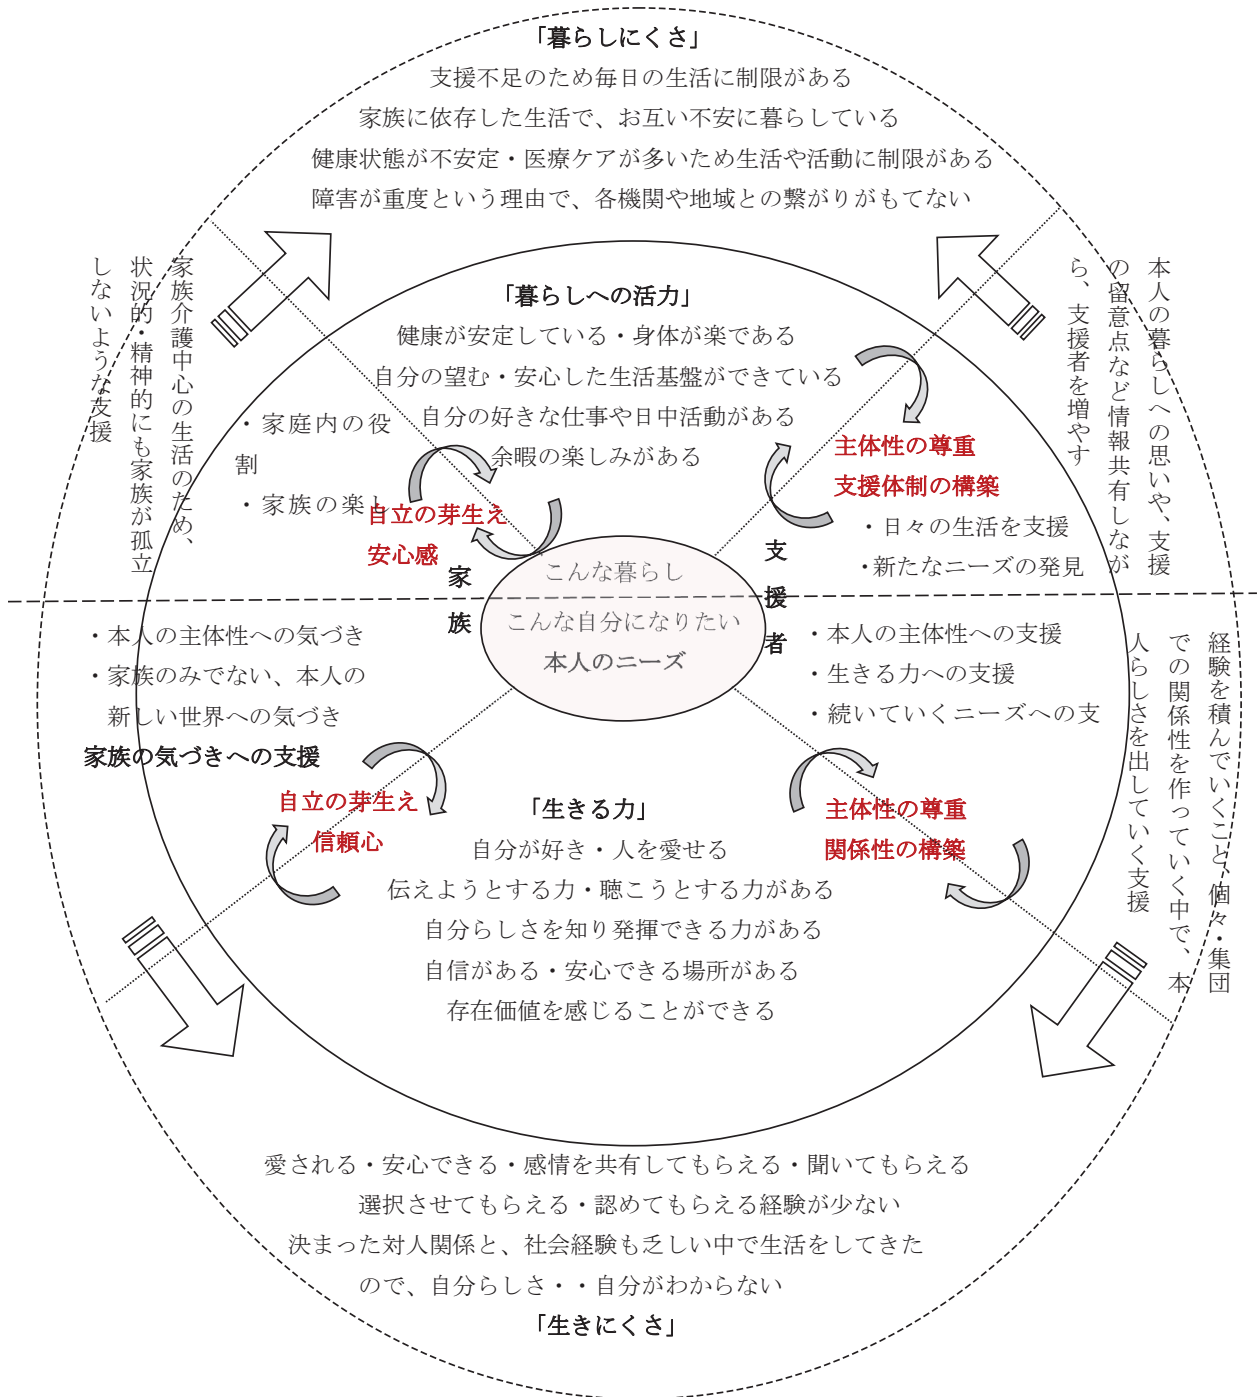 「暮らしにくさ」
支援不足のため毎日の生活に制限がある
家族に依存した生活で、お互い不安に暮らしている
健康状態が不安定・医療ケアが多いため生活や活動に制限がある
障害が重度という理由で、各機関や地域との繋がりがもてない
家族介護中心の生活のため、
状況的・精神的にも家族が孤立
しないような支援
本人の暮らしへの思いや、支援
の留意点など情報共有しなが
ら、支援者を増やす
「暮らしへの活力」
健康が安定している・身体が楽である
自分の望む・安心した生活基盤ができている
自分の好きな仕事や日中活動がある
余暇の楽しみがある
・家庭内の役
割
・家族の楽し
自立の芽生え
安心感
主体性の尊重
支援体制の構築
・日々の生活を支援
・新たなニーズの発見
家族
支援者
こんな暮らし
こんな自分になりたい
本人のニーズ
・本人の主体性への気づき
・家族のみでない、本人の
新しい世界への気づき
家族の気づきへの支援
・本人の主体性への支援
・生きる力への支援
・続いていくニーズへの支
経験を積んでいくこと、個々・集団
での関係性を作っていく中で、本
人らしさを出していく支援
自立の芽生え
信頼心
主体性の尊重
関係性の構築
「生きる力」
自分が好き・人を愛せる
伝えようとする力・聴こうとする力がある
自分らしさを知り発揮できる力がある
自信がある・安心できる場所がある
存在価値を感じることができる
愛される・安心できる・感情を共有してもらえる・聞いてもらえる
選択させてもらえる・認めてもらえる経験が少ない
決まった対人関係と、社会経験も乏しい中で生活をしてきた
ので、自分らしさ・・自分がわからない
「生きにくさ」